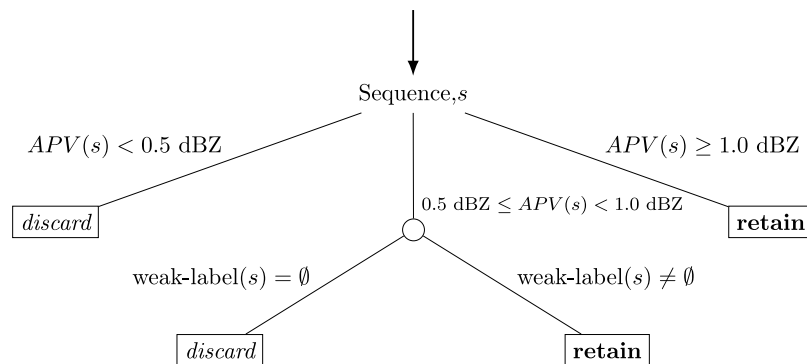 Sequence,s
APV(s) < 0.5 dBZ
APV(s) ≥ 1.0 dBZ
discard
0.5 dBZ ≤ APV(s) < 1.0 dBZ
retain
weak-label(s) = ∅
weak-label(s) ≠ ∅
discard
retain